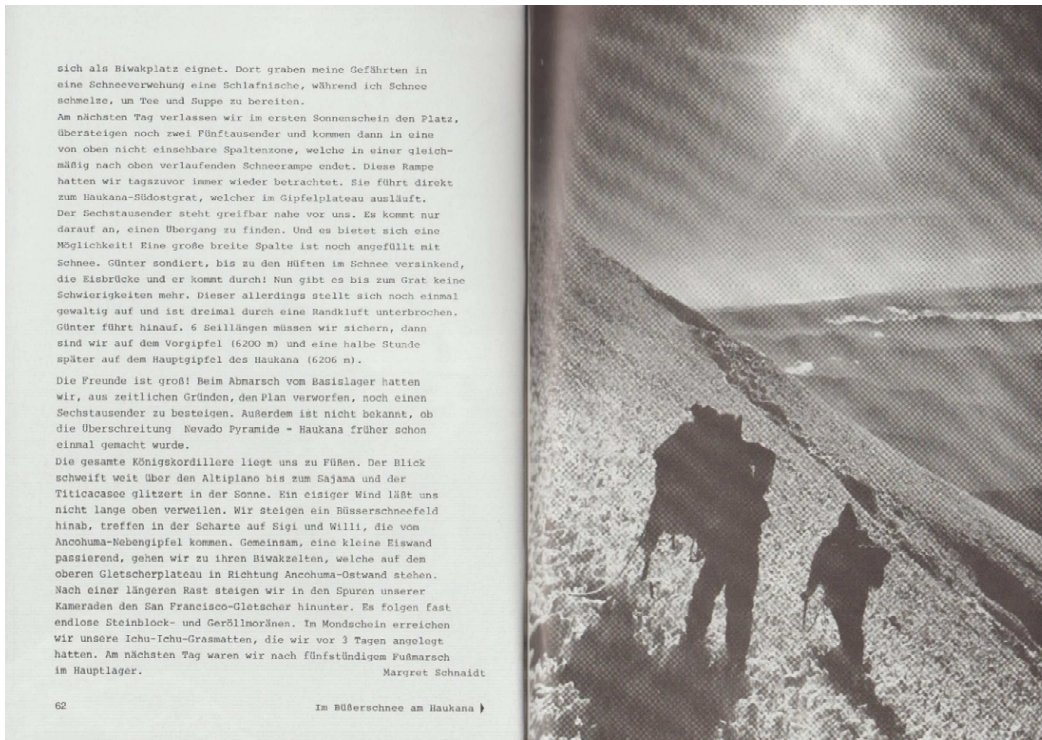 sich als Biwakplatz eignet. Dort graben meine Gefährten in
eine Schneeverwehung eine Schlafnische, während ich Schnee
schmelze, um Tee und Suppe zu bereiten.
Am nächsten Tag verlassen wir im ersten Sonnenschein den Platz,
übersteigen noch zwei Fünftausender und kommen dann in eine
von oben nicht einsehbare Spaltenzone, welche in einer gleich-
mäßig nach oben verlaufenden Schneerampe endet. Diese Rampe
hatten wir tagszuvor immer wieder betrachtet. Sie führt direkt
zum Haukana-Südostgrat, welcher im Gipfelplateau ausläuft.
Der Sechstausender steht greifbar nahe vor uns. Es kommt nur
darauf an, einen Übergang zu finden. Und es bietet sich eine
Möglichkeit! Eine große breite Spalte ist noch angefüllt mit
Schnee. Günter sondiert, bis zu den Hüften im Schnee versinkend,
die Eisbrücke und er kommt durch! Nun gibt es bis zum Grat keine
Schwierigkeiten mehr. Dieser allerdings stellt sich noch einmal
gewaltig auf und ist dreimal durch eine Randkluft unterbrochen.
Günter führt hinauf. 6 Seillängen müssen wir sichern, dann
sind wir auf dem Vorgipfel (6200 m) und eine halbe Stunde
später auf dem Hauptgipfel des Haukana (6206 m).
Die Freunde ist groß! Beim Abmarsch vom Basislager hatten
wir, aus zeitlichen Gründen, den Plan verworfen, noch einen
Sechstausender zu besteigen. Außerdem ist nicht bekannt, ob
die Überschreitung Nevado Pyramide - Haukana früher schon
einmal gemacht wurde.
Die gesamte Königskordillere liegt uns zu Füßen. Der Blick
schweift weit über den Altiplano bis zum Sajama und der
Titicacasee glitzert in der Sonne. Ein eisiger Wind läßt uns
nicht lange oben verweilen. Wir steigen ein Büsserschneefeld
hinab, treffen in der Scharte auf Sigi und Willi, die vom
Ancohuma-Nebengipfel kommen. Gemeinsam, eine kleine Eiswand
passierend, gehen wir zu ihren Biwakzelten, welche auf dem
oberen Gletscherplateau in Richtung Ancohuma-Ostwand stehen.
Nach einer längeren Rast steigen wir in den Spuren unserer
Kameraden den San Francisco-Gletscher hinunter. Es folgen fast
endlose Steinblock- und Geröllmoränen. Im Mondschein erreichen
wir unsere Ichu-Ichu-Grasmatten, die wir vor 3 Tagen angelegt
hatten. Am nächsten Tag waren wir nach fünfstündigem Fußmarsch
im Hauptlager. Margret Schnaidt
62 Im Büßerschnee am Haukana